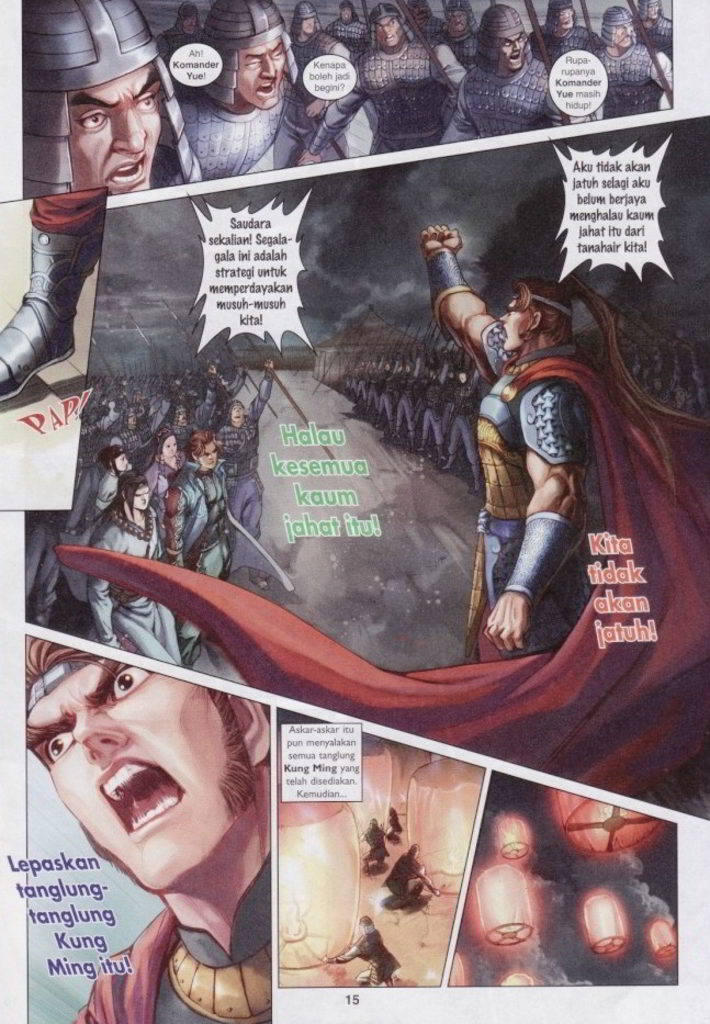 Ah!
Komander
Yue!
Kenapa
boleh jadi
begini?
Rupa-
rupanya
Komander
Yue masih
hidup!
Saudara
sekalian! Segala-
gala ini adalah
strategi untuk
memperdayakan
musuh-musuh
kita!
Aku tidak akan
jatuh selagi aku
belum berjaya
menghalau kaum
jahat itu dari
tanahair kita!
PAP!
Halau
kesemua
kaum
jahat itu!
Kita
tidak
akan
jatuh!
Lepaskan
tanglung-
tanglung
Kung
Ming itu!
Askar-askar itu
pun menyalakan
semua tanglung
Kung Ming yang
telah disediakan.
Kemudian...
15